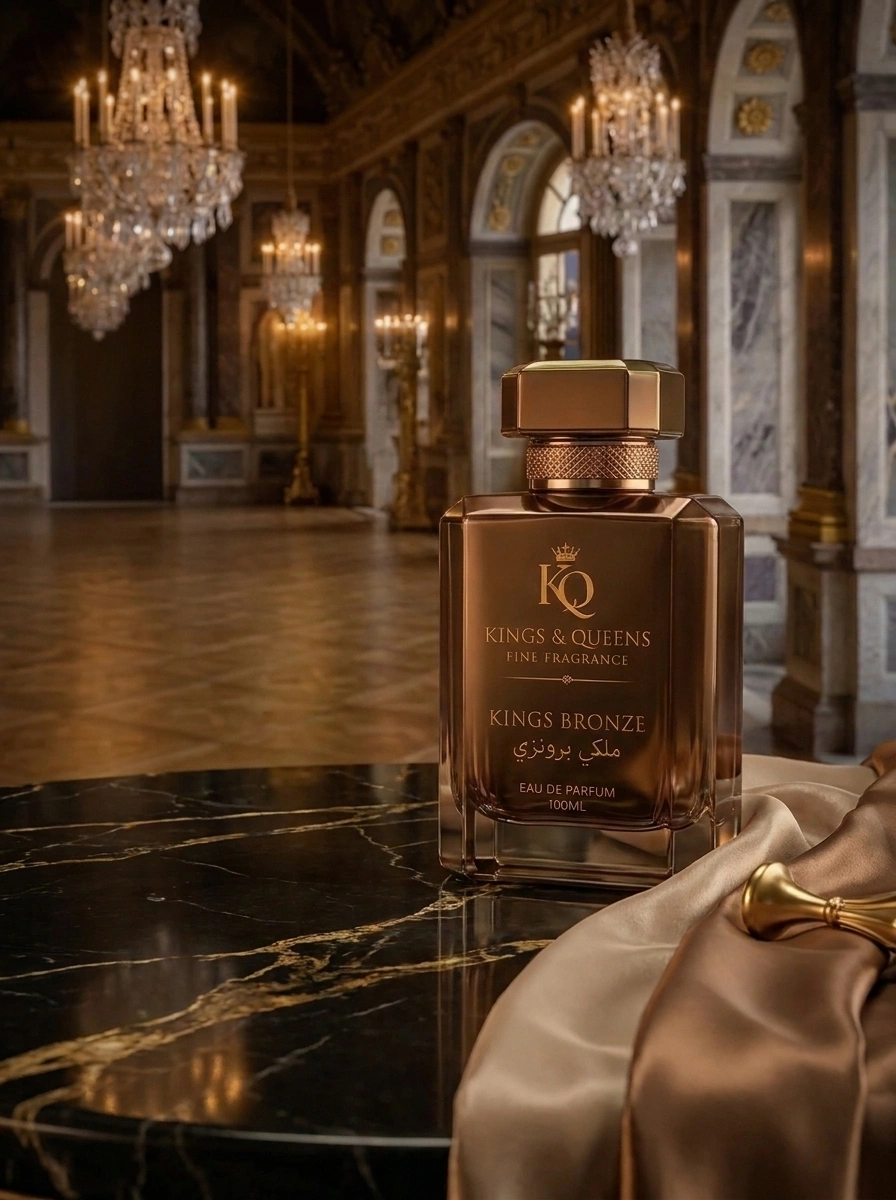 KQ
KINGS & QUEENS
FINE FRAGRANCE
KINGS BRONZE
ملكي برونزي
EAU DE PARFUM
100ML